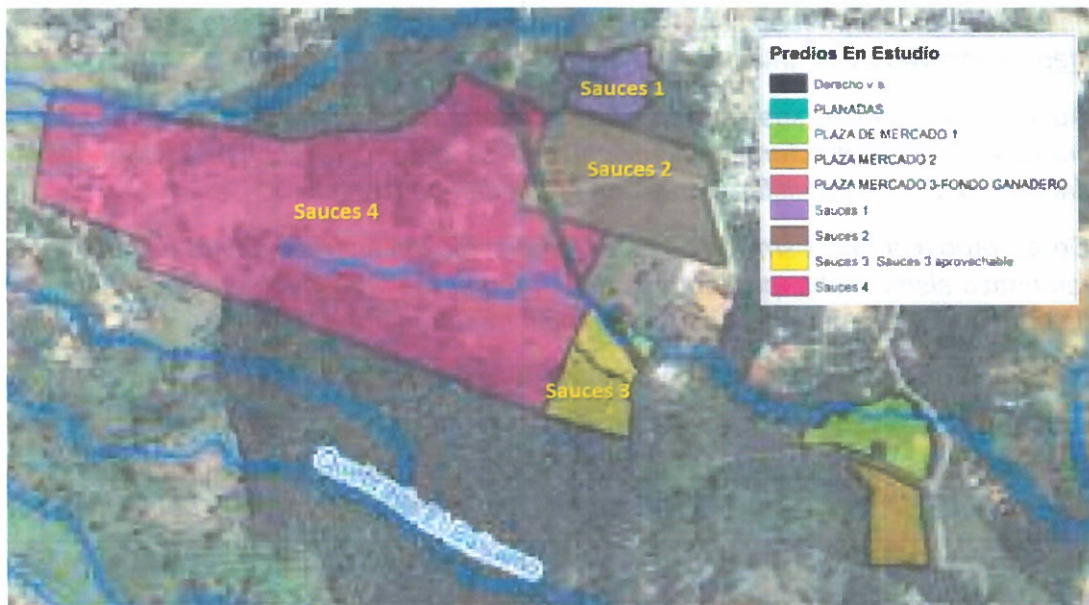 Predios En Estudio
Derecho v a
PLANADAS
PLAZA DE MERCADO 1
PLAZA MERCADO 2
PLAZA MERCADO 3-FONDO GANADERO
Sauces 1
Sauces 2
Sauces 3 Sauces 3 aprovechable
Sauces 4
Sauces 1
Sauces 2
Sauces 4
Sauces 3
Quebrada